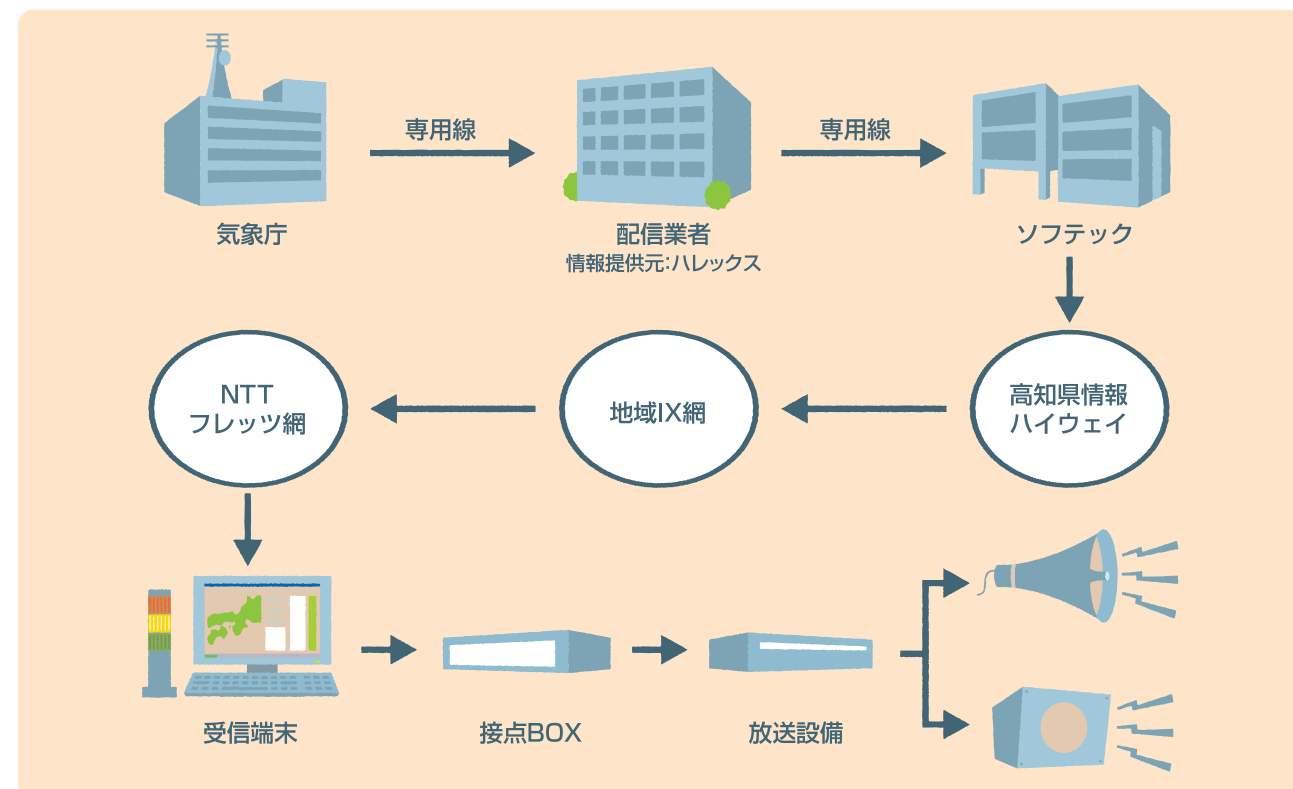 専用線
専用線
気象庁
配信業者
情報提供元:ハレックス
ソフテック
高知県情報
ハイウェイ
地域IX網
NTT
フレッツ網
受信端末
接点BOX
放送設備